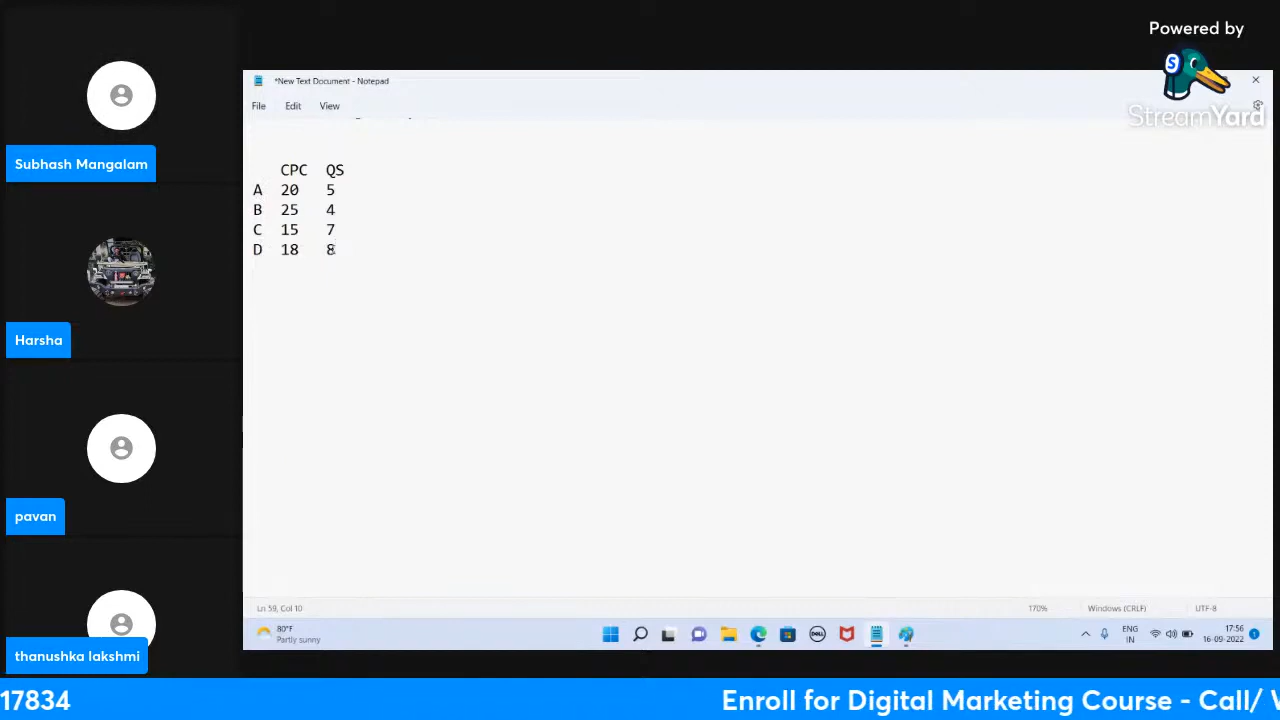 Powered by
StreamYard
Subhash Mangalam
Harsha
pavan
thanushka lakshmi
*New Text Document - Notepad
File Edit View
CPC QS
A 20 5
B 25 4
C 15 7
D 18 8
Ln 59, Col 10
170%
Windows (CRLF)
UTF-8
80°F
Partly sunny
DELL
ENG
IN
17:56
16-09-2022
1
17834
Enroll for Digital Marketing Course - Call/